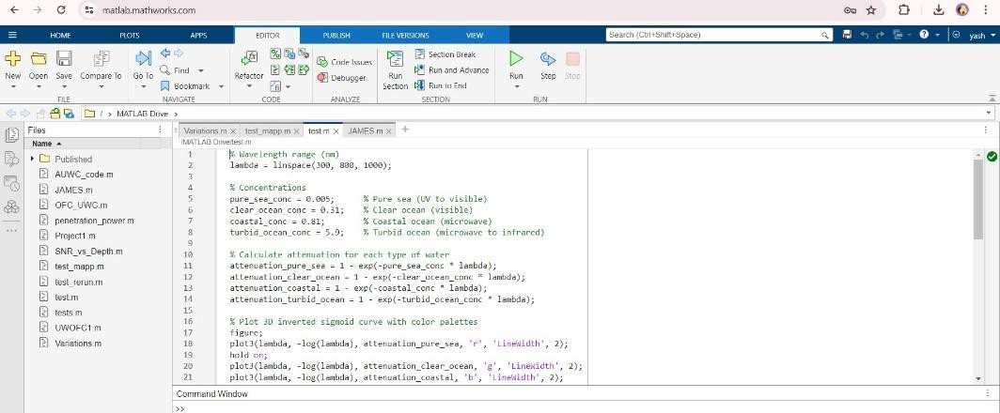 matlab.mathworks.com
HOME PLOTS APPS EDITOR PUBLISH FILE VERSIONS VIEW Search (Ctrl+Shift+Space) yash
New Open Save Compare To Go To Find Bookmark Refactor Code Issues Debugger Run Section Section Break Run and Advance Run to End Run Step Stop
FILE NAVIGATE CODE ANALYZE SECTION RUN
/ > MATLAB Drive >
Files
Name
Published
AUWC_code.m
JAMES.m
OFC_UWC.m
penetration_power.m
Project1.m
SNR_vs_Depth.m
test_mapp.m
test_rerun.m
test.m
tests.m
UWOFC1.m
Variations.m
Variations.m × test_mapp.m × test.m × JAMES.m × +
/MATLAB Drive/test.m
1 % Wavelength range (nm)
2 lambda = linspace(300, 800, 1000);
3
4 % Concentrations
5 pure_sea_conc = 0.005; % Pure sea (UV to visible)
6 clear_ocean_conc = 0.31; % Clear ocean (visible)
7 coastal_conc = 0.81; % Coastal ocean (microwave)
8 turbid_ocean_conc = 5.9; % Turbid ocean (microwave to infrared)
9
10 % Calculate attenuation for each type of water
11 attenuation_pure_sea = 1 - exp(-pure_sea_conc * lambda);
12 attenuation_clear_ocean = 1 - exp(-clear_ocean_conc * lambda);
13 attenuation_coastal = 1 - exp(-coastal_conc * lambda);
14 attenuation_turbid_ocean = 1 - exp(-turbid_ocean_conc * lambda);
15
16 % Plot 3D inverted sigmoid curve with color palettes
17 figure;
18 plot3(lambda, -log(lambda), attenuation_pure_sea, 'r', 'LineWidth', 2);
19 hold on;
20 plot3(lambda, -log(lambda), attenuation_clear_ocean, 'g', 'LineWidth', 2);
21 plot3(lambda, -log(lambda), attenuation_coastal, 'b', 'LineWidth', 2);
Command Window
>>